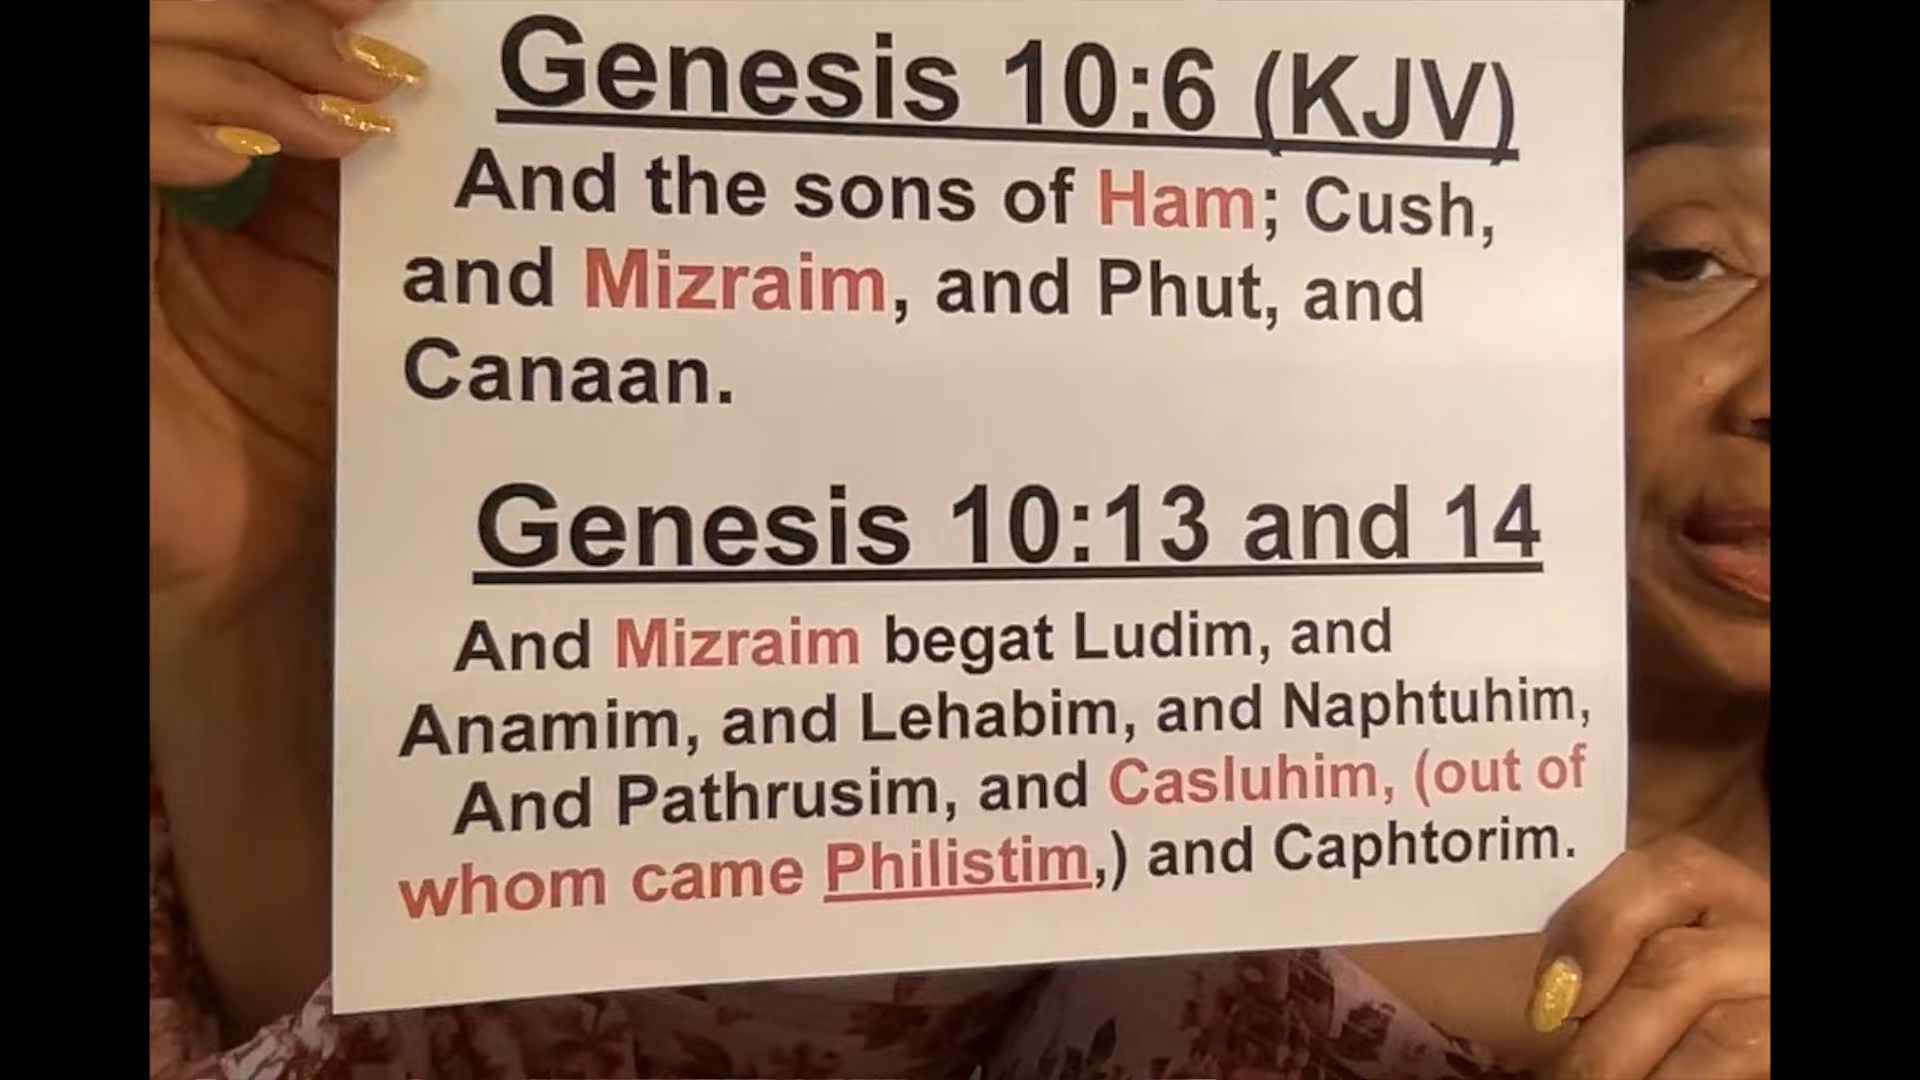 Genesis 10:6 (KJV)
And the sons of Ham; Cush,
and Mizraim, and Phut, and
Canaan.
Genesis 10:13 and 14
And Mizraim begat Ludim, and
Anamim, and Lehabim, and Naphtuhim,
And Pathrusim, and Casluhim, (out of
whom came Philistim,) and Caphtorim.